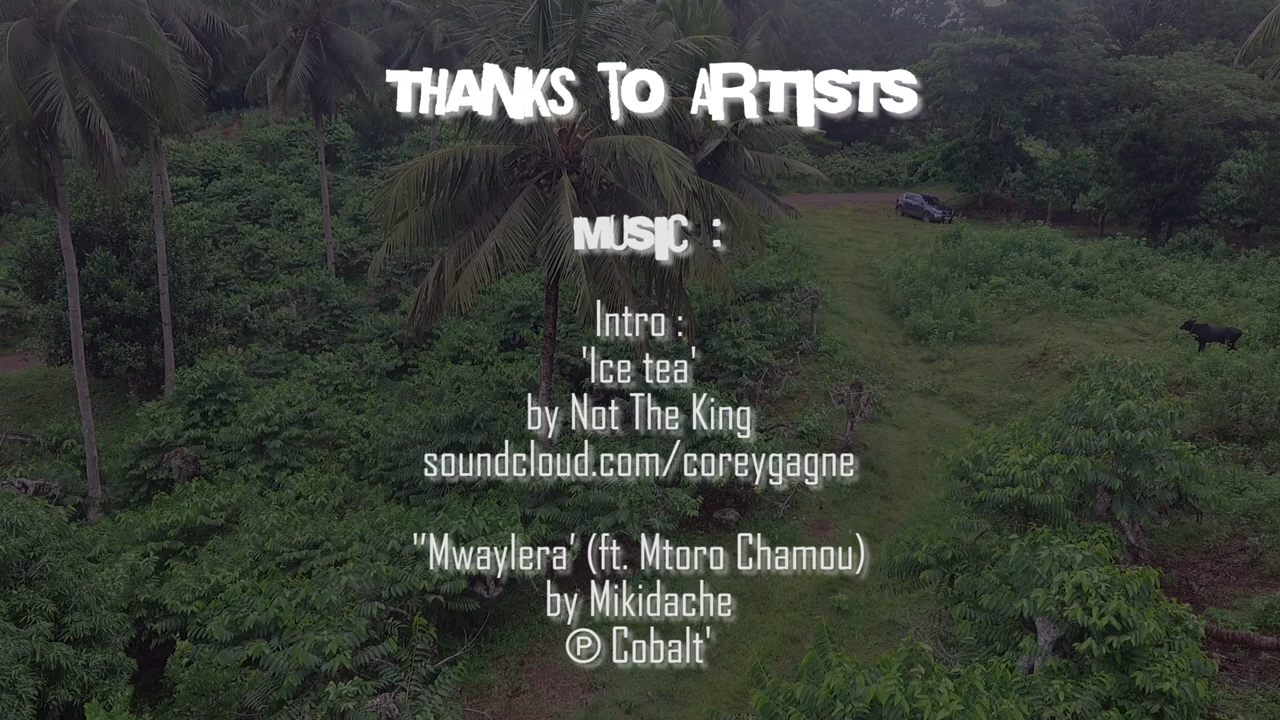 THANKS TO ARTISTS
MUSIC :
Intro :
'Ice tea'
by Not The King
soundcloud.com/coreygagne
''Mwaylera' (ft. Mtoro Chamou)
by Mikidache
℗ Cobalt'